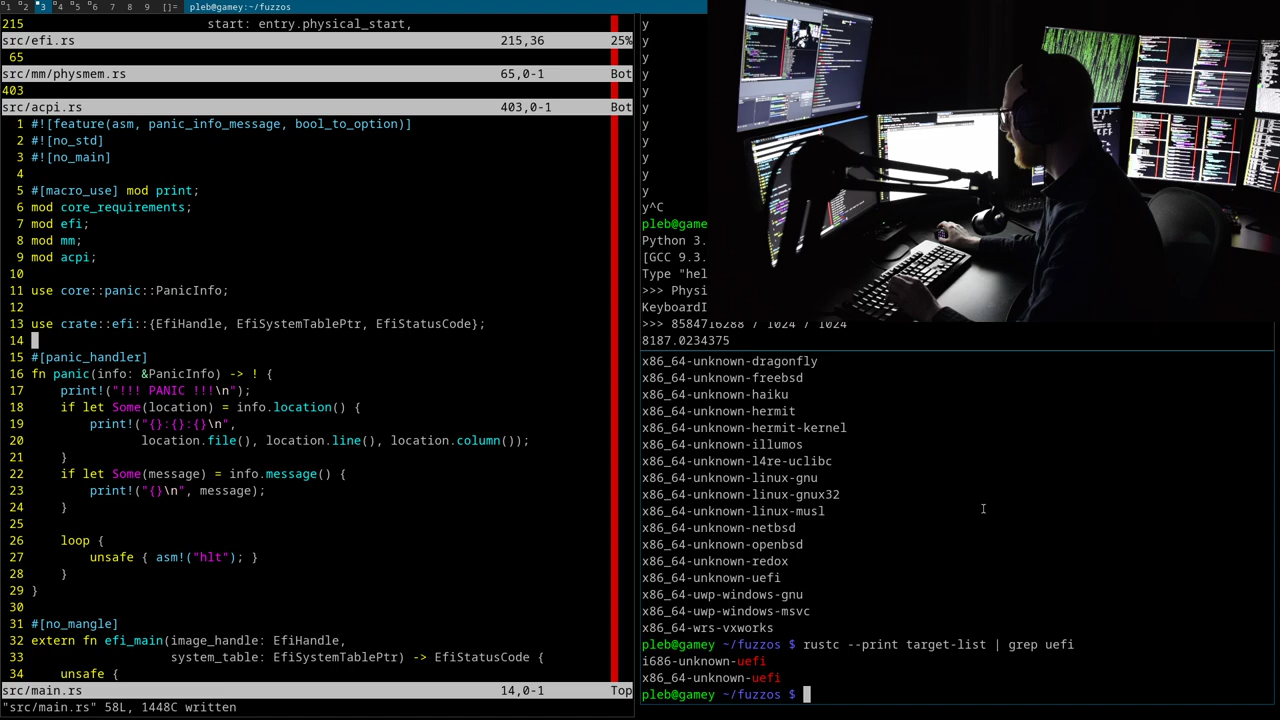 1 2 3 4 5 6 7 8 9 []= pleb@gamey:~/fuzzos
215 start: entry.physical_start,
src/efi.rs 215,36 25%
65
src/mm/physmem.rs 65,0-1 Bot
403
src/acpi.rs 403,0-1 Bot
1 #![feature(asm, panic_info_message, bool_to_option)]
2 #![no_std]
3 #![no_main]
4
5 #[macro_use] mod print;
6 mod core_requirements;
7 mod efi;
8 mod mm;
9 mod acpi;
10
11 use core::panic::PanicInfo;
12
13 use crate::efi::{EfiHandle, EfiSystemTablePtr, EfiStatusCode};
14
15 #[panic_handler]
16 fn panic(info: &PanicInfo) -> ! {
17 print!("!!! PANIC !!!\n");
18 if let Some(location) = info.location() {
19 print!("{}:{}:{}\n",
20 location.file(), location.line(), location.column());
21 }
22 if let Some(message) = info.message() {
23 print!("{}\n", message);
24 }
25
26 loop {
27 unsafe { asm!("hlt"); }
28 }
29 }
30
31 #[no_mangle]
32 extern fn efi_main(image_handle: EfiHandle,
33 system_table: EfiSystemTablePtr) -> EfiStatusCode {
34 unsafe {
src/main.rs 14,0-1 Top
"src/main.rs" 58L, 1448C written
y
y
y
y
y
y
y
y
y
y
y
y^C
pleb@game
Python 3.
[GCC 9.3.
Type "hel
>>> Physi
KeyboardI
>>> 8584716288 / 1024 / 1024
8187.0234375
x86_64-unknown-dragonfly
x86_64-unknown-freebsd
x86_64-unknown-haiku
x86_64-unknown-hermit
x86_64-unknown-hermit-kernel
x86_64-unknown-illumos
x86_64-unknown-l4re-uclibc
x86_64-unknown-linux-gnu
x86_64-unknown-linux-gnux32
x86_64-unknown-linux-musl
x86_64-unknown-netbsd
x86_64-unknown-openbsd
x86_64-unknown-redox
x86_64-unknown-uefi
x86_64-uwp-windows-gnu
x86_64-uwp-windows-msvc
x86_64-wrs-vxworks
pleb@gamey ~/fuzzos $ rustc --print target-list | grep uefi
i686-unknown-uefi
x86_64-unknown-uefi
pleb@gamey ~/fuzzos $